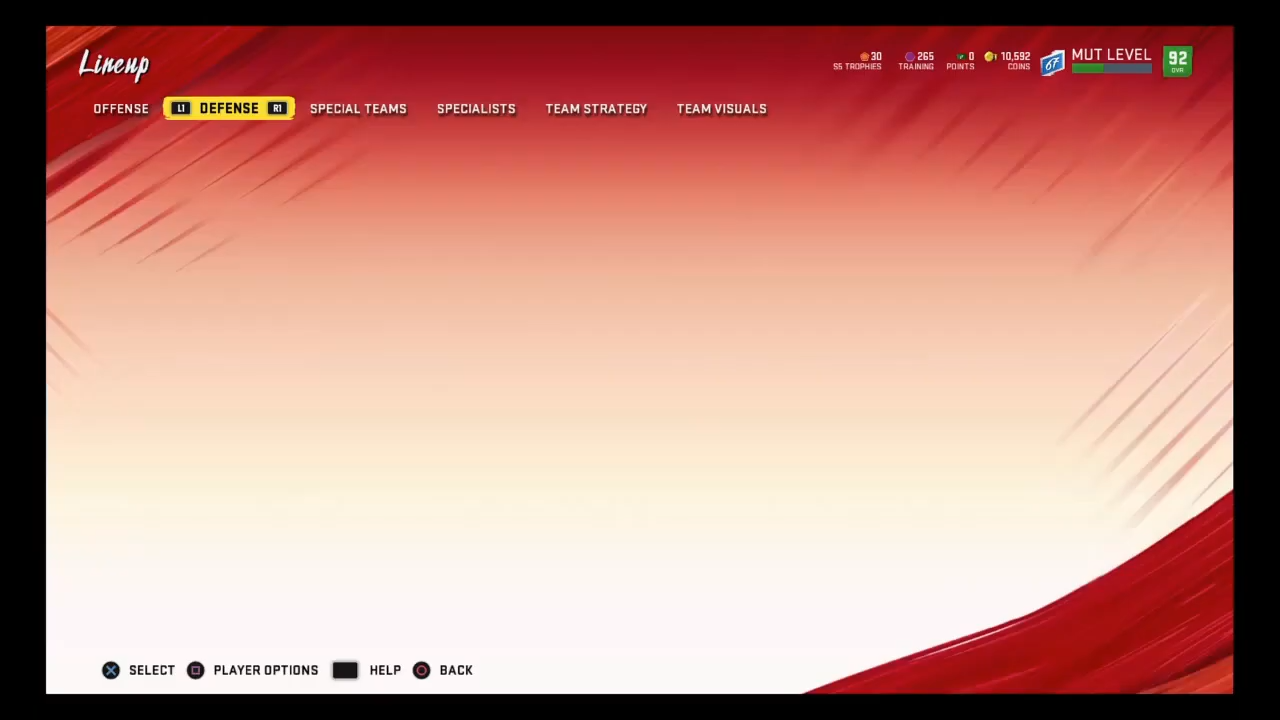 Lineup
30 265 0 10,592 MUT LEVEL 92
S5 TROPHIES TRAINING POINTS COINS 67 OVR
OFFENSE L1 DEFENSE R1 SPECIAL TEAMS SPECIALISTS TEAM STRATEGY TEAM VISUALS
SELECT PLAYER OPTIONS HELP BACK